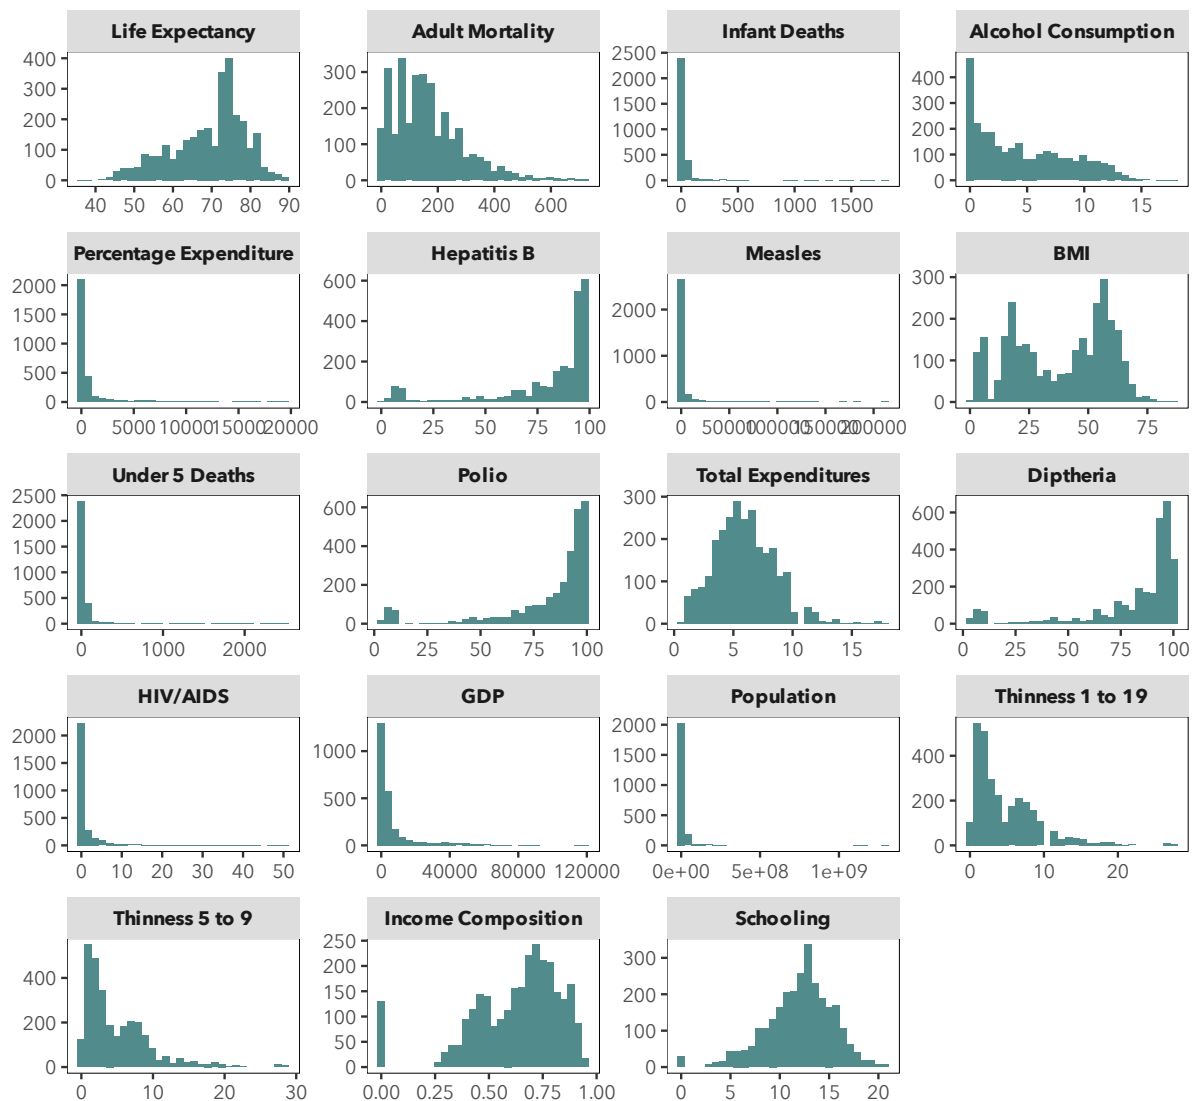 Life Expectancy
400
300
200
100
0
40 50 60 70 80 90
Adult Mortality
300
200
100
0
0 200 400 600
Infant Deaths
2500
2000
1500
1000
500
0
0 500 1000 1500
Alcohol Consumption
400
300
200
100
0
0 5 10 15
Percentage Expenditure
2000
1500
1000
500
0
0 5000 10000 15000 20000
Hepatitis B
600
400
200
0
0 25 50 75 100
Measles
2000
1000
0
0 50000 100000 150000 200000
BMI
300
200
100
0
0 25 50 75
Under 5 Deaths
2500
2000
1500
1000
500
0
0 1000 2000
Polio
600
400
200
0
0 25 50 75 100
Total Expenditures
300
200
100
0
0 5 10 15
Diptheria
600
400
200
0
0 25 50 75 100
HIV/AIDS
2000
1500
1000
500
0
0 10 20 30 40 50
GDP
1000
500
0
0 40000 80000 120000
Population
2000
1500
1000
500
0
0e+00 5e+08 1e+09
Thinness 1 to 19
400
200
0
0 10 20
Thinness 5 to 9
400
200
0
0 10 20 30
Income Composition
250
200
150
100
50
0
0.00 0.25 0.50 0.75 1.00
Schooling
300
200
100
0
0 5 10 15 20